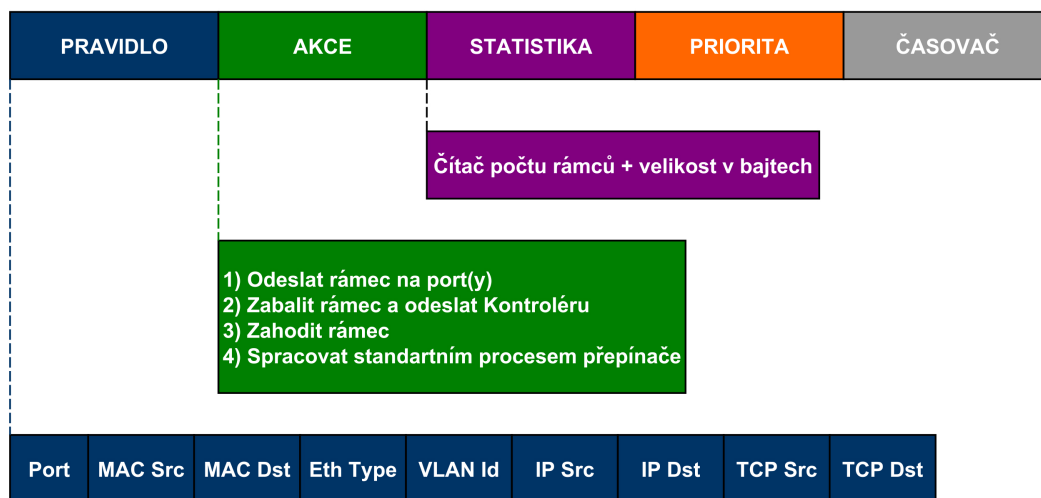 PRAVIDLO AKCE STATISTIKA PRIORITA ČASOVAČ
Čítač počtu rámců + velikost v bajtech
1) Odeslat rámec na port(y)
2) Zabalit rámec a odeslat Kontroléru
3) Zahodit rámec
4) Spracovat standartním procesem přepínače
Port MAC Src MAC Dst Eth Type VLAN Id IP Src IP Dst TCP Src TCP Dst